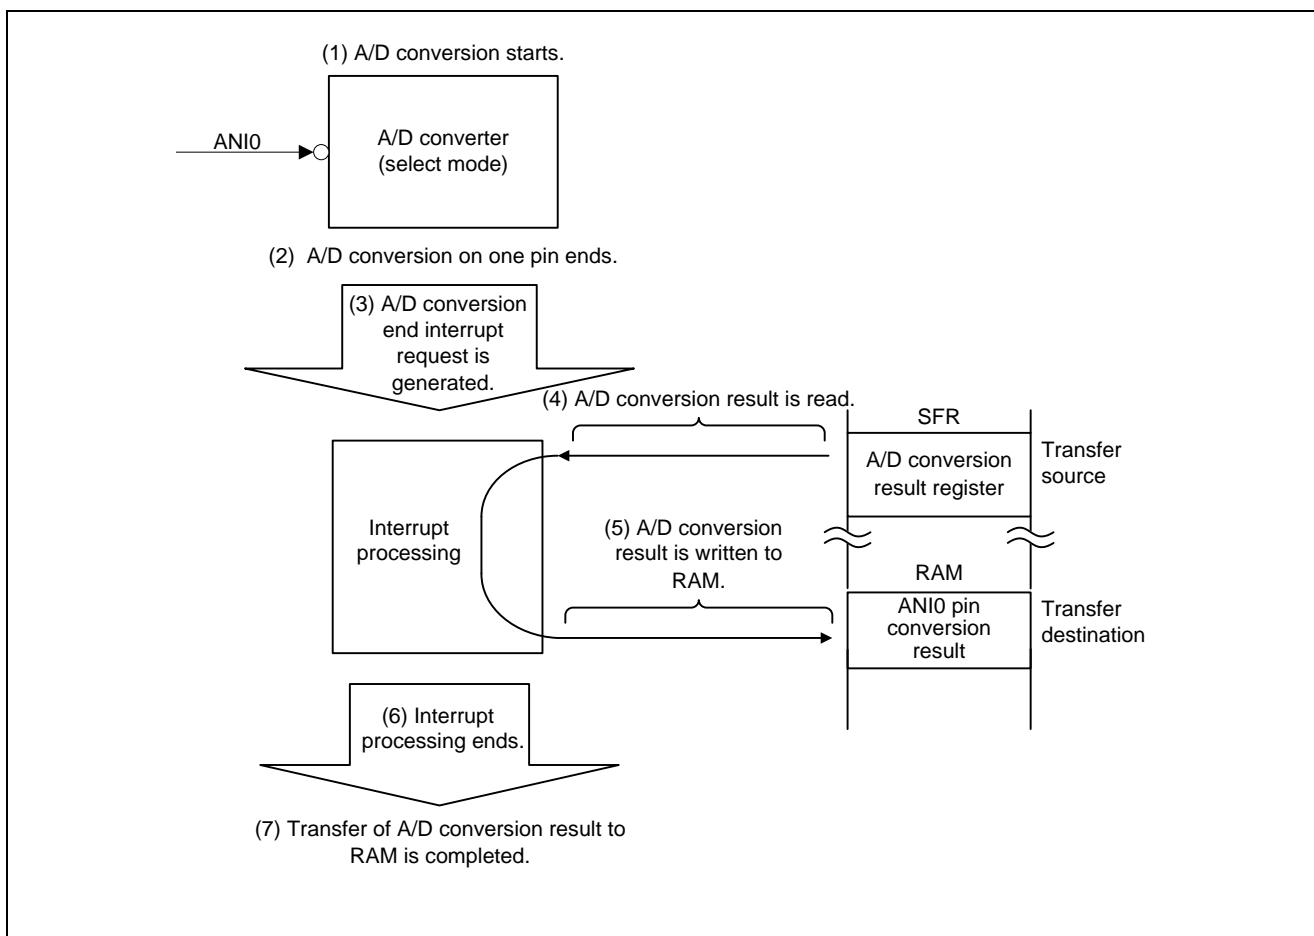 (1) A/D conversion starts.
ANI0
A/D converter
(select mode)
(2) A/D conversion on one pin ends.
(3) A/D conversion
end interrupt
request is
generated.
(4) A/D conversion result is read.
SFR
A/D conversion
result register
Transfer
source
Interrupt
processing
(5) A/D conversion
result is written to
RAM.
RAM
ANI0 pin
conversion
result
Transfer
destination
(6) Interrupt
processing ends.
(7) Transfer of A/D conversion result to
RAM is completed.